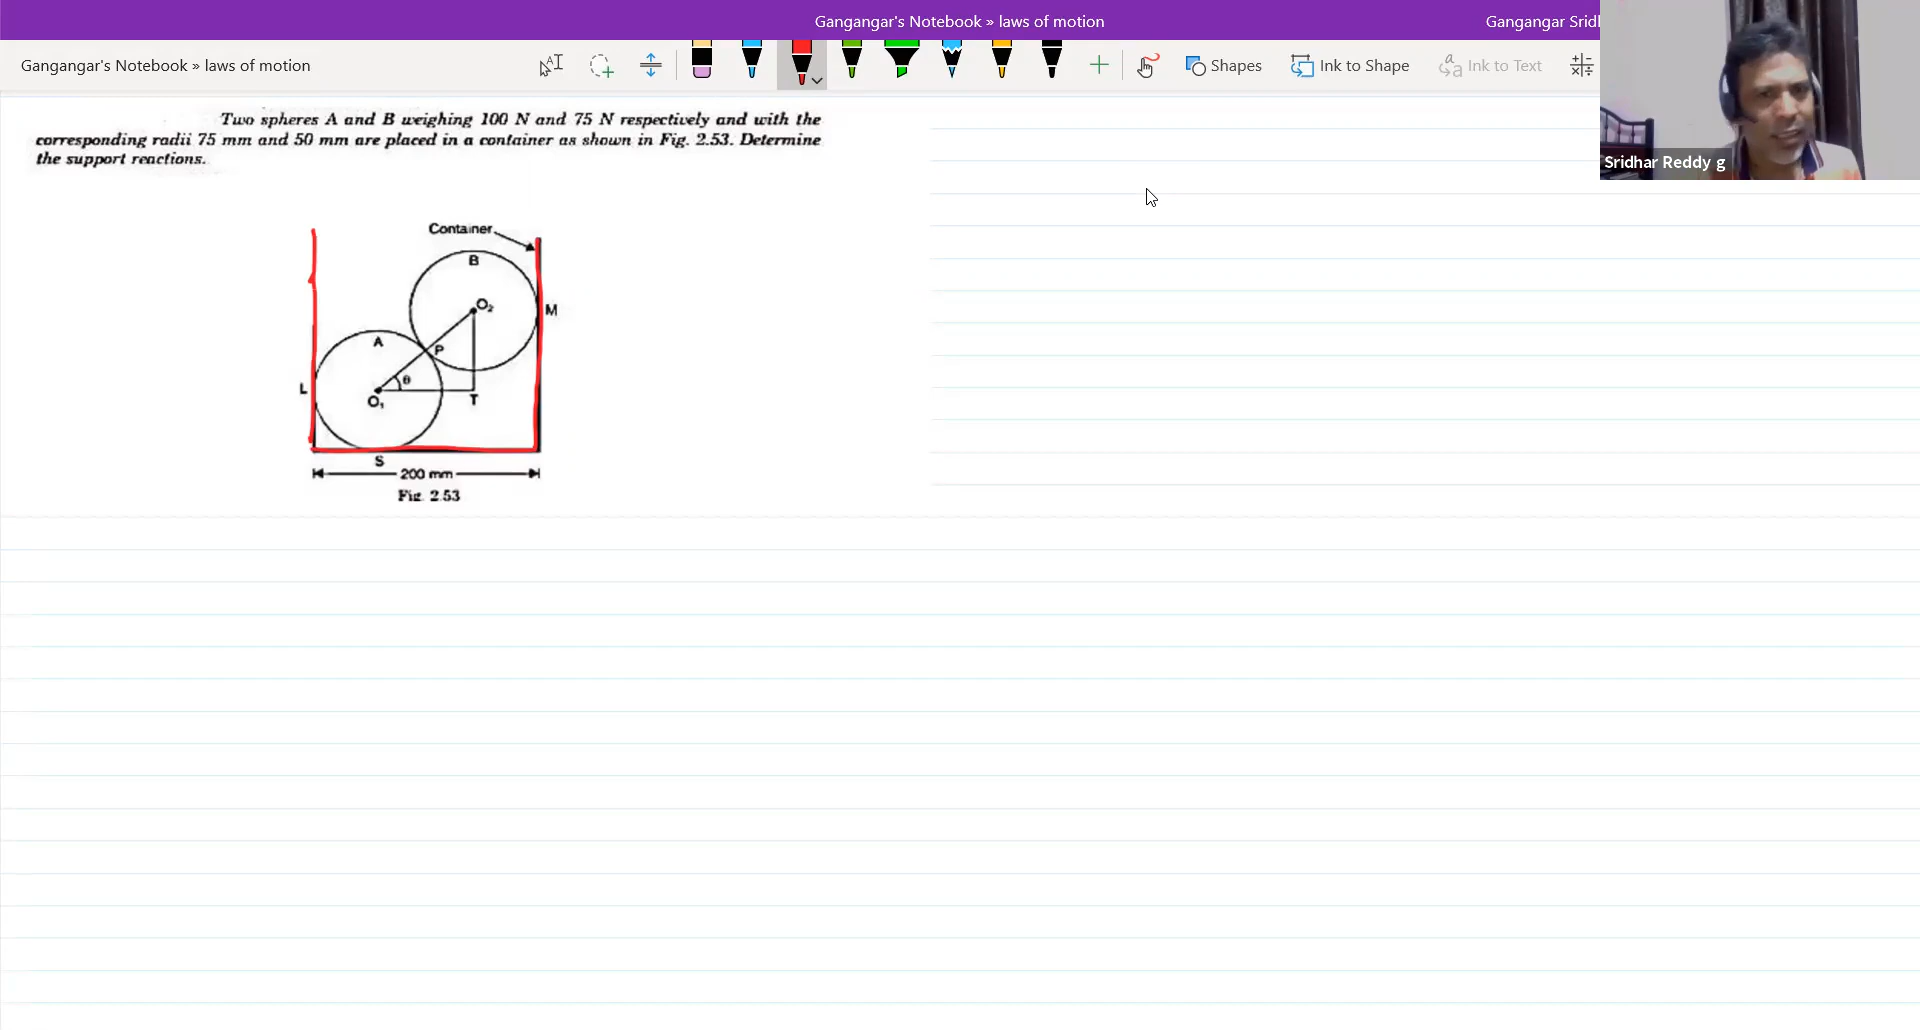 Gangangar's Notebook » laws of motion
Gangangar Sridl
Gangangar's Notebook » laws of motion
Shapes
Ink to Shape
Ink to Text
Sridhar Reddy g
Two spheres A and B weighing 100 N and 75 N respectively and with the
corresponding radii 75 mm and 50 mm are placed in a container as shown in Fig. 2.53. Determine
the support reactions.
Container
B
O₂
M
A
P
θ
L
O₁
T
S
200 mm
Fig 2.53